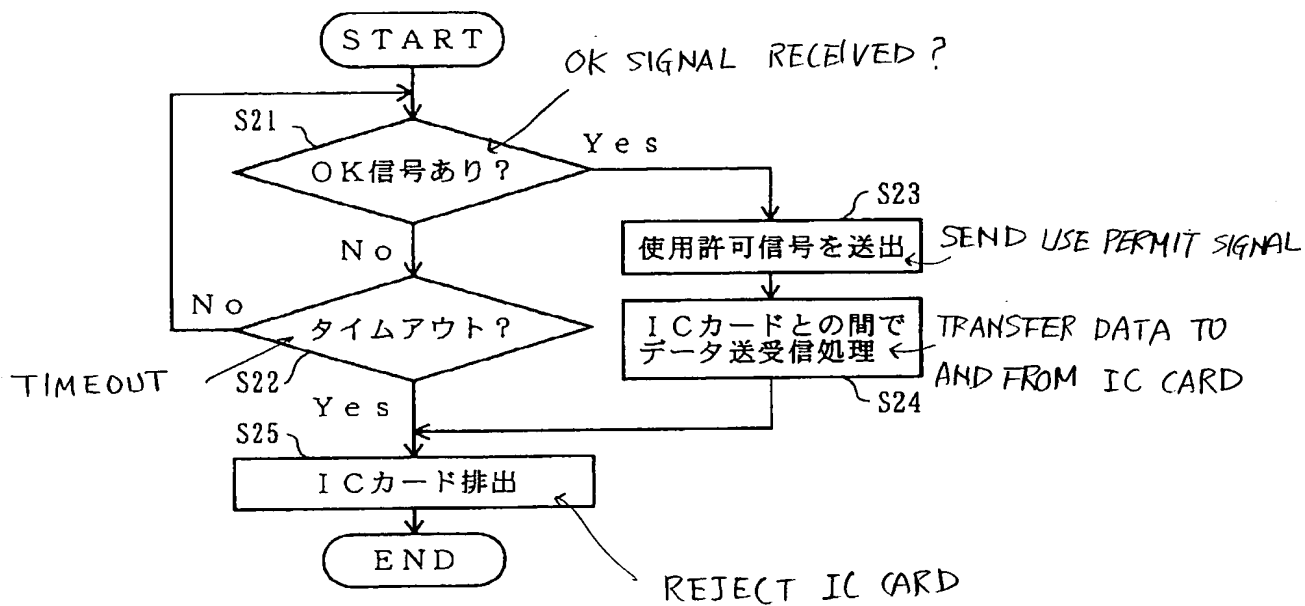 START
OK SIGNAL RECEIVED?
S21
Yes
OK信号あり?
S23
使用許可信号を送出
SEND USE PERMIT SIGNAL
No
No
タイムアウト?
ICカードとの間で
データ送受信処理
TRANSFER DATA TO
AND FROM IC CARD
TIMEOUT
S22
S24
Yes
S25
ICカード排出
END
REJECT IC CARD